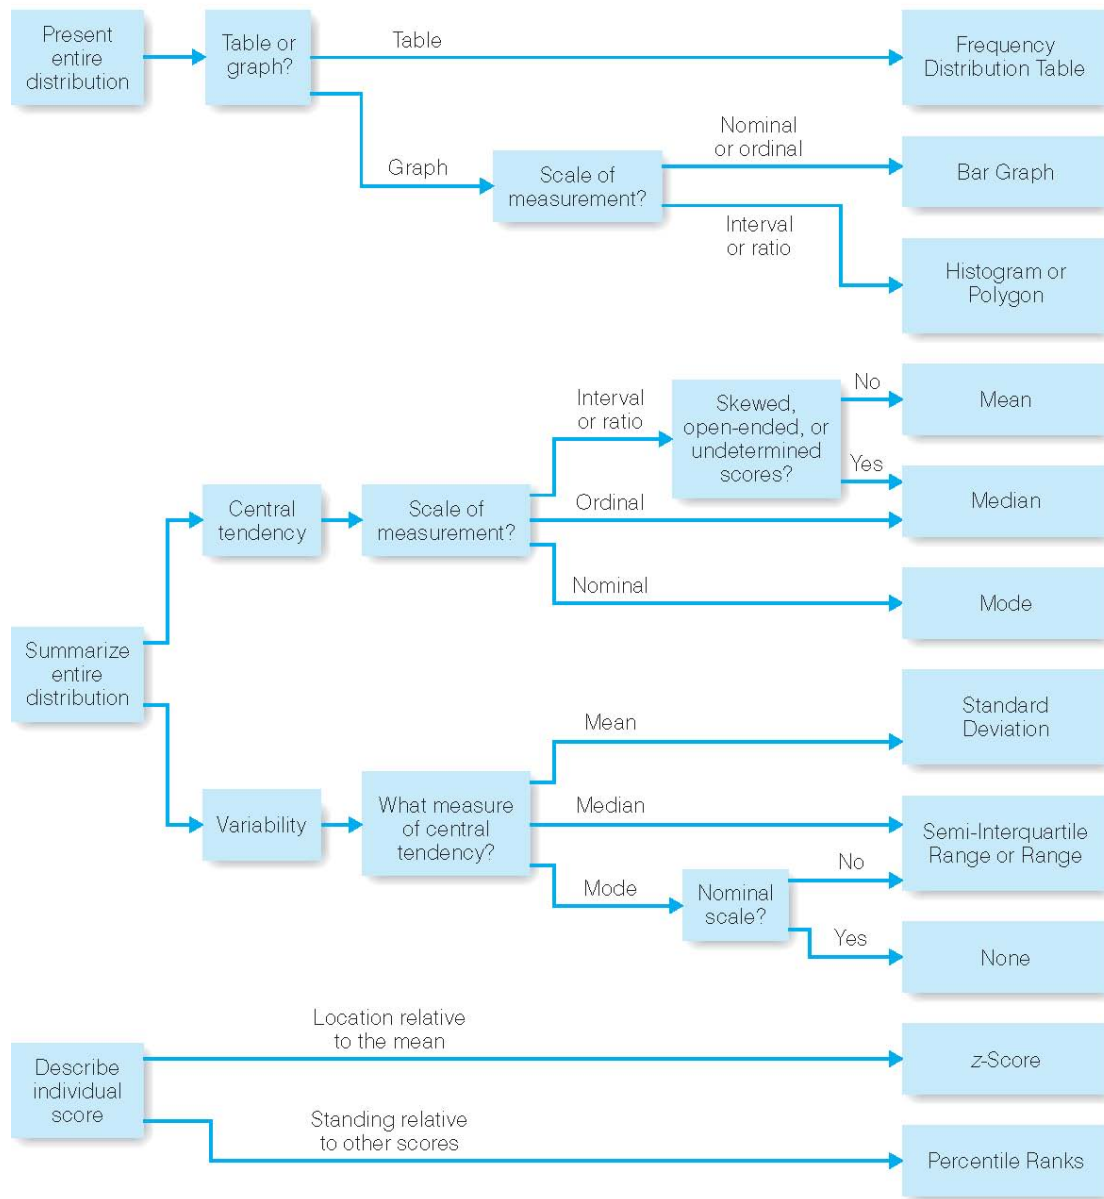 Present
entire
distribution
Table or
graph?
Table
Frequency
Distribution Table
Graph
Scale of
measurement?
Nominal
or ordinal
Bar Graph
Interval
or ratio
Histogram or
Polygon
Summarize
entire
distribution
Central
tendency
Scale of
measurement?
Interval
or ratio
Skewed,
open-ended, or
undetermined
scores?
No
Mean
Yes
Median
Ordinal
Nominal
Mode
Variability
What measure
of central
tendency?
Mean
Standard
Deviation
Median
Semi-Interquartile
Range or Range
Mode
Nominal
scale?
No
Yes
None
Describe
individual
score
Location relative
to the mean
z-Score
Standing relative
to other scores
Percentile Ranks